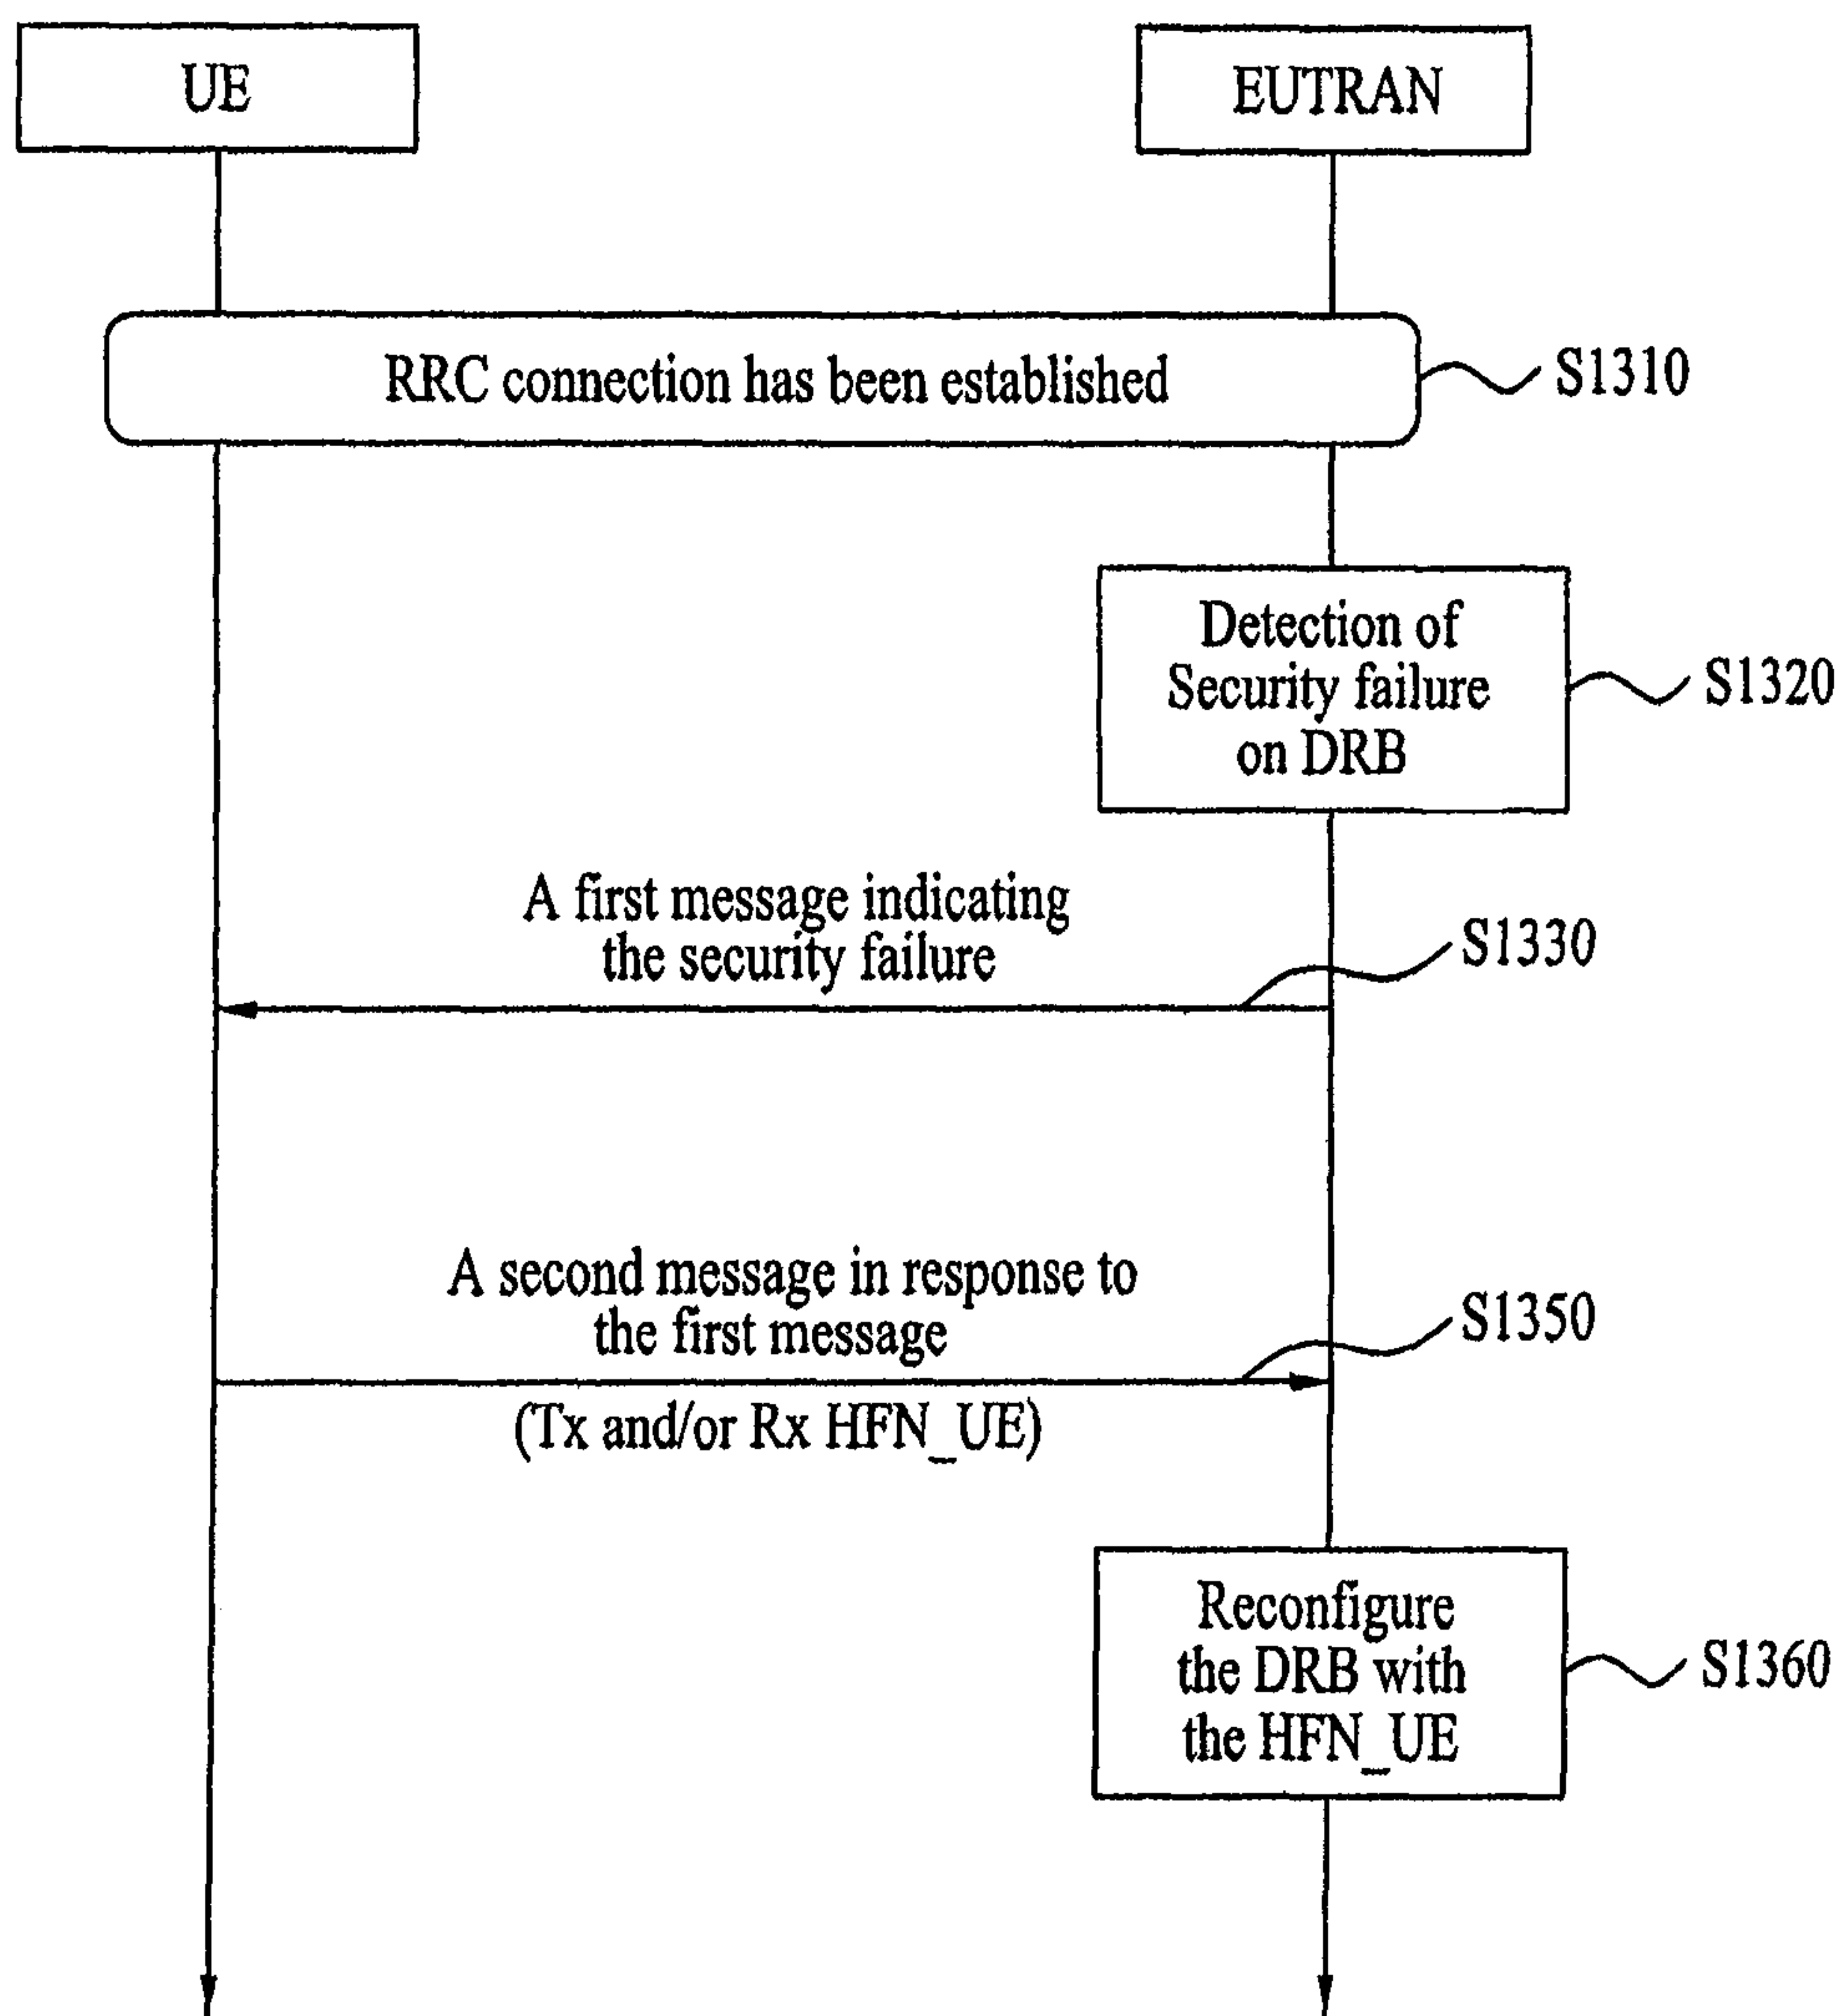 UE
EUTRAN
RRC connection has been established
S1310
Detection of
Security failure
on DRB
S1320
A first message indicating
the security failure
S1330
A second message in response to
the first message
S1350
(Tx and/or Rx HFN_UE)
Reconfigure
the DRB with
the HFN_UE
S1360